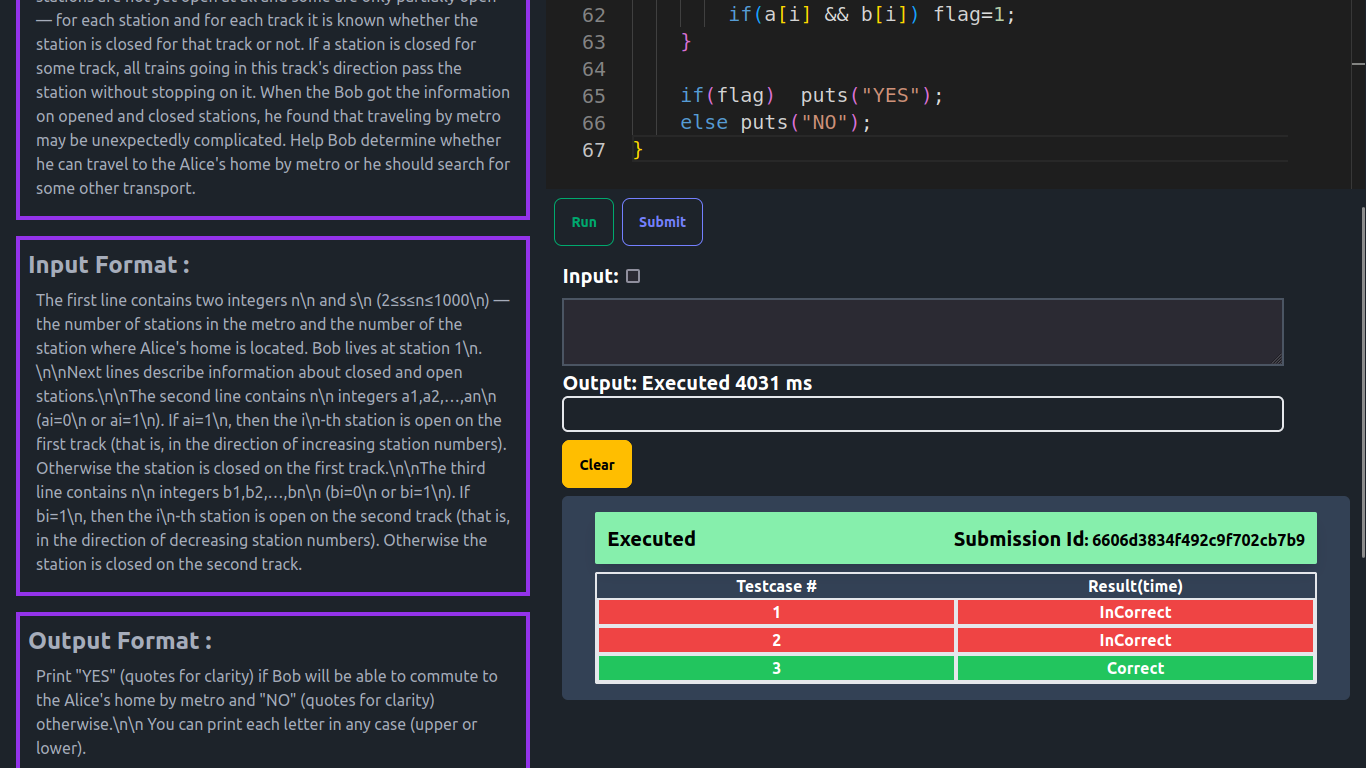 stations are not yet open at all and some are only partially open
— for each station and for each track it is known whether the
station is closed for that track or not. If a station is closed for
some track, all trains going in this track's direction pass the
station without stopping on it. When the Bob got the information
on opened and closed stations, he found that traveling by metro
may be unexpectedly complicated. Help Bob determine whether
he can travel to the Alice's home by metro or he should search for
some other transport.
Input Format :
The first line contains two integers n\n and s\n (2≤s≤n≤1000\n) —
the number of stations in the metro and the number of the
station where Alice's home is located. Bob lives at station 1\n.
\n\nNext lines describe information about closed and open
stations.\n\nThe second line contains n\n integers a1,a2,…,an\n
(ai=0\n or ai=1\n). If ai=1\n, then the i\n-th station is open on the
first track (that is, in the direction of increasing station numbers).
Otherwise the station is closed on the first track.\n\nThe third
line contains n\n integers b1,b2,…,bn\n (bi=0\n or bi=1\n). If
bi=1\n, then the i\n-th station is open on the second track (that is,
in the direction of decreasing station numbers). Otherwise the
station is closed on the second track.
Output Format :
Print "YES" (quotes for clarity) if Bob will be able to commute to
the Alice's home by metro and "NO" (quotes for clarity)
otherwise.\n\n You can print each letter in any case (upper or
lower).
62 if(a[i] && b[i]) flag=1;
63 }
64
65 if(flag)  puts("YES");
66 else puts("NO");
67 }
Run Submit
Input:
Output: Executed 4031 ms
Clear
Executed Submission Id: 6606d3834f492c9f702cb7b9
Testcase # Result(time)
1 InCorrect
2 InCorrect
3 Correct